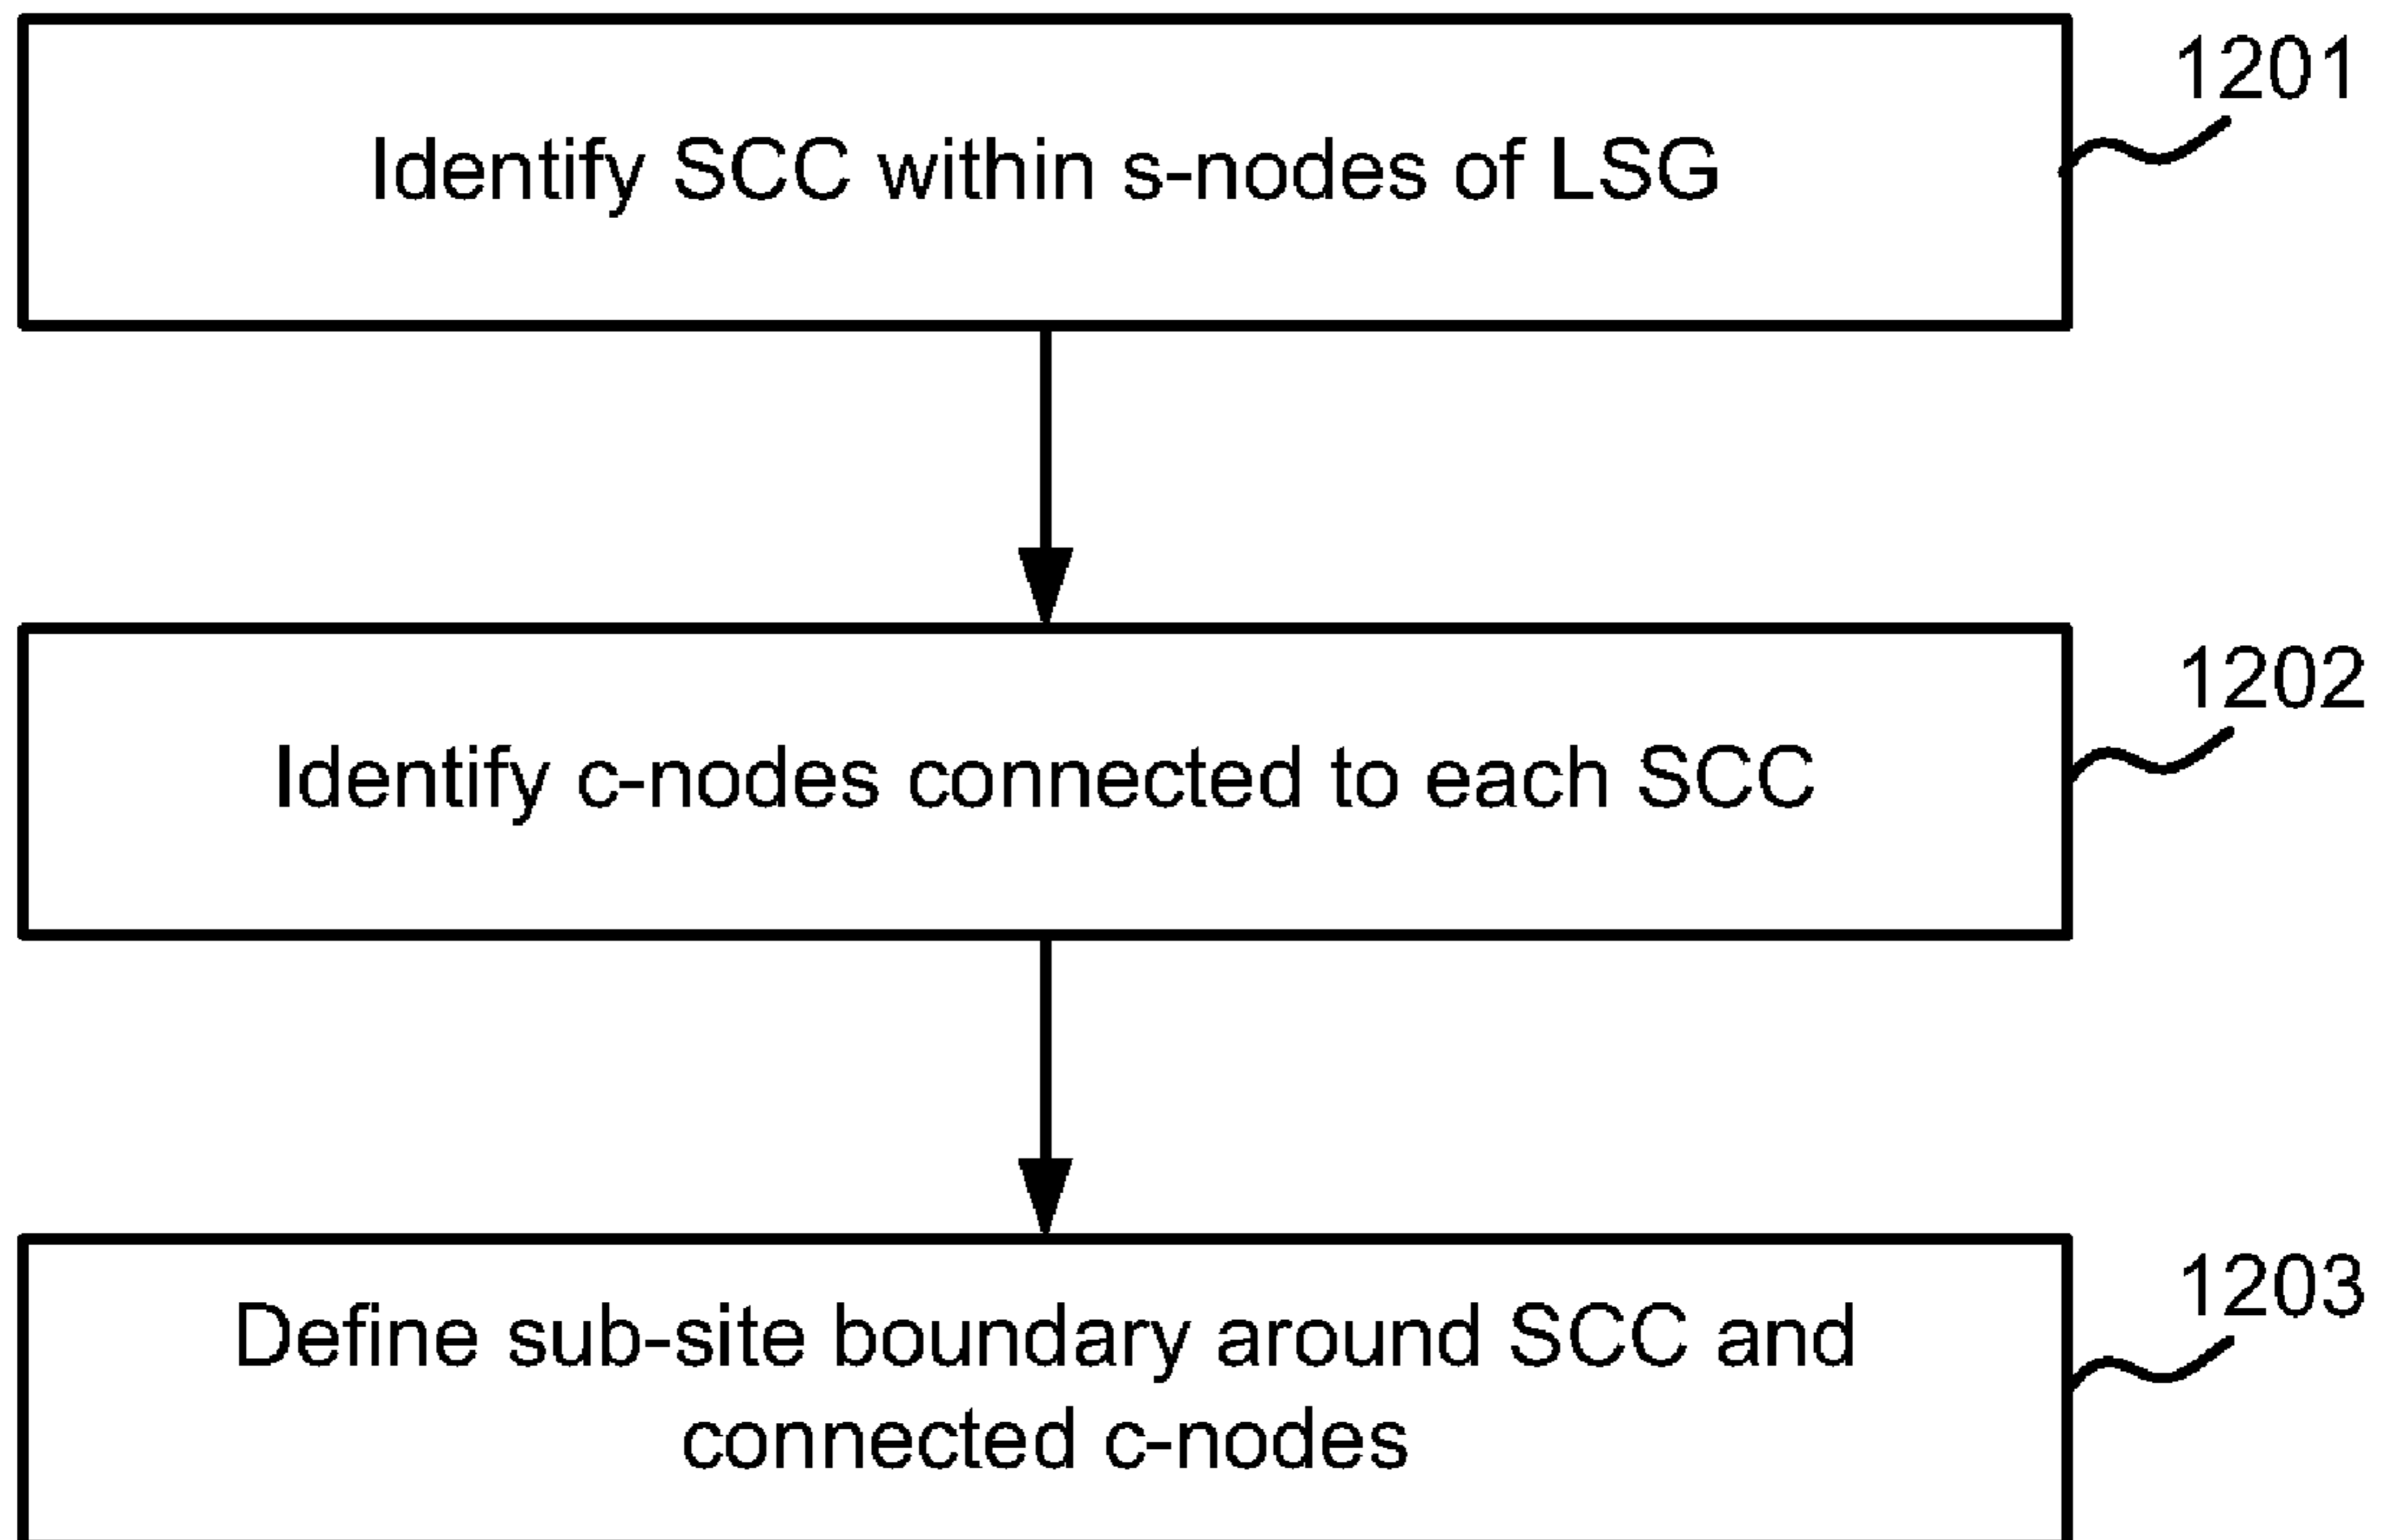 1201
Identify SCC within s-nodes of LSG
1202
Identify c-nodes connected to each SCC
1203
Define sub-site boundary around SCC and
connected c-nodes